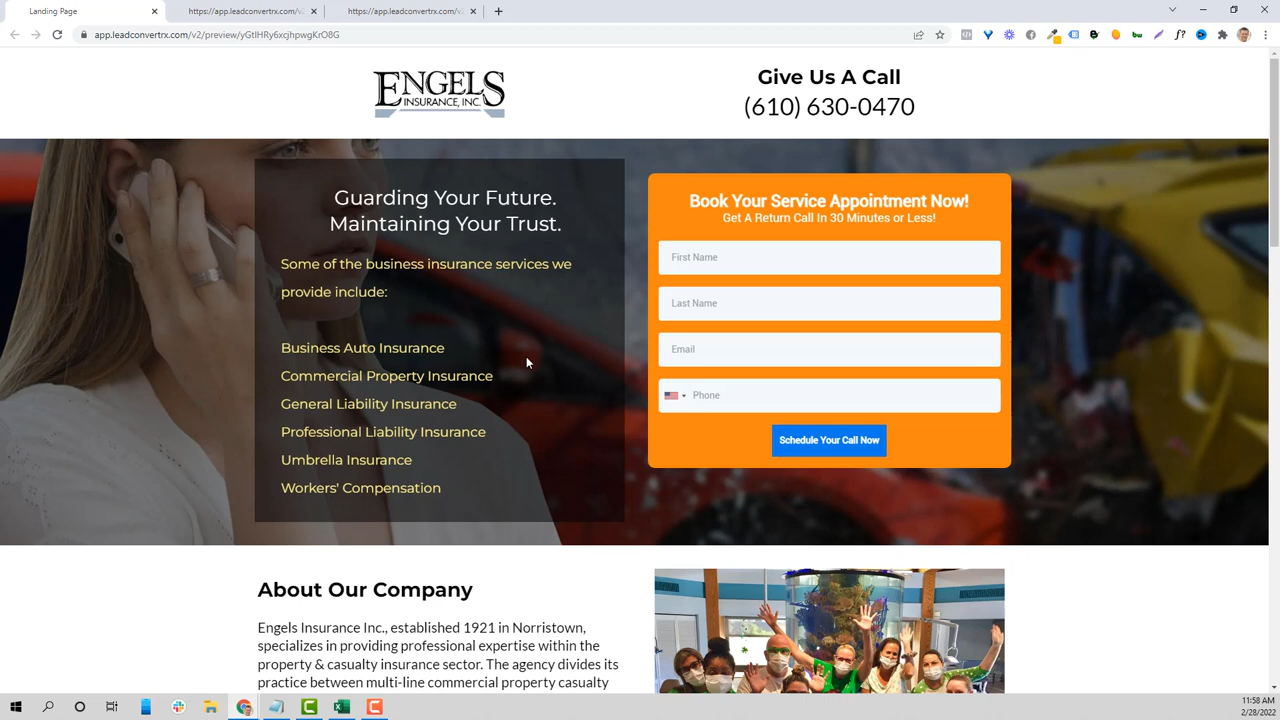 Landing Page
https://app.leadconvertrx.com/v2/
https://app.leadconvertrx.com/v2/
app.leadconvertrx.com/v2/preview/yGtIHRy6xcjhpwgKrO8G
ENGELS
INSURANCE, INC.
Give Us A Call
(610) 630-0470
Guarding Your Future.
Maintaining Your Trust.
Some of the business insurance services we
provide include:
Business Auto Insurance
Commercial Property Insurance
General Liability Insurance
Professional Liability Insurance
Umbrella Insurance
Workers' Compensation
Book Your Service Appointment Now!
Get A Return Call In 30 Minutes or Less!
First Name
Last Name
Email
Phone
Schedule Your Call Now
About Our Company
Engels Insurance Inc., established 1921 in Norristown,
specializes in providing professional expertise within the
property & casualty insurance sector. The agency divides its
practice between multi-line commercial property casualty
11:58 AM
2/28/2022